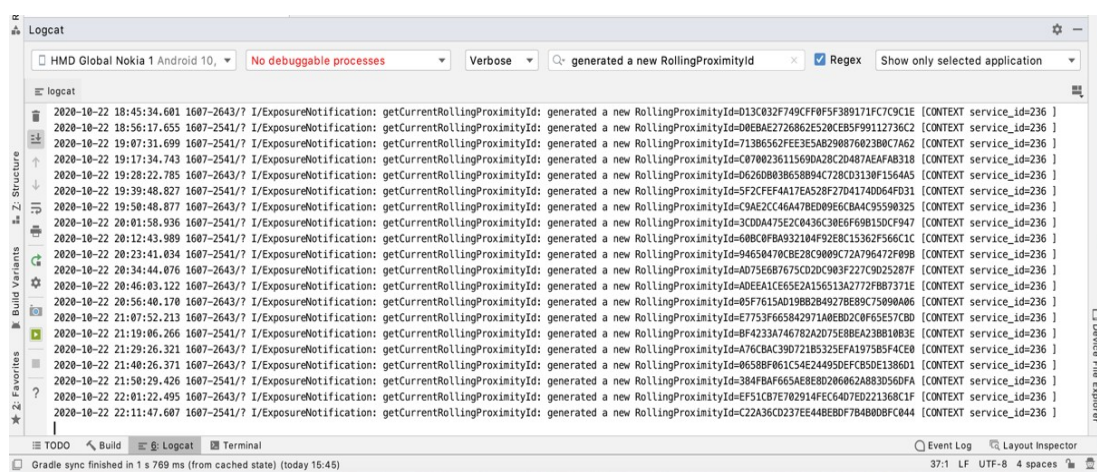 Logcat
HMD Global Nokia 1 Android 10,
No debuggable processes
Verbose
generated a new RollingProximityId
Regex
Show only selected application
logcat
2020-10-22 18:45:34.601 1607-2643/? I/ExposureNotification: getCurrentRollingProximityId: generated a new RollingProximityId=D13C032F749CFF0F5F389171FC7C9C1E [CONTEXT service_id=236 ]
2020-10-22 18:56:17.655 1607-2541/? I/ExposureNotification: getCurrentRollingProximityId: generated a new RollingProximityId=D0EBAE2726862E520CEB5F99112736C2 [CONTEXT service_id=236 ]
2020-10-22 19:07:31.699 1607-2541/? I/ExposureNotification: getCurrentRollingProximityId: generated a new RollingProximityId=713B6562FEE3E5AB290876023B0C7A62 [CONTEXT service_id=236 ]
2020-10-22 19:17:34.743 1607-2541/? I/ExposureNotification: getCurrentRollingProximityId: generated a new RollingProximityId=C070023611569DA28C2D487AEAFAB318 [CONTEXT service_id=236 ]
2020-10-22 19:28:22.785 1607-2541/? I/ExposureNotification: getCurrentRollingProximityId: generated a new RollingProximityId=D626DB03B658B94C728CD3130F1564A5 [CONTEXT service_id=236 ]
2020-10-22 19:39:48.827 1607-2541/? I/ExposureNotification: getCurrentRollingProximityId: generated a new RollingProximityId=5F2CFEF4A17EA528F27D4174DD64FD31 [CONTEXT service_id=236 ]
2020-10-22 19:50:48.877 1607-2541/? I/ExposureNotification: getCurrentRollingProximityId: generated a new RollingProximityId=C9AE2CC46A47BED09E6CBA4C95590325 [CONTEXT service_id=236 ]
2020-10-22 20:01:58.936 1607-2541/? I/ExposureNotification: getCurrentRollingProximityId: generated a new RollingProximityId=3CDDA475E2C0436C30E6F69B15DCF947 [CONTEXT service_id=236 ]
2020-10-22 20:12:43.989 1607-2541/? I/ExposureNotification: getCurrentRollingProximityId: generated a new RollingProximityId=60BC0FBA932104F92E8C15362F566C1C [CONTEXT service_id=236 ]
2020-10-22 20:23:41.034 1607-2541/? I/ExposureNotification: getCurrentRollingProximityId: generated a new RollingProximityId=94650470CBE28C9009C72A796472F09B [CONTEXT service_id=236 ]
2020-10-22 20:34:44.076 1607-2643/? I/ExposureNotification: getCurrentRollingProximityId: generated a new RollingProximityId=AD75E6B7675CD2DC903F227C9D25287F [CONTEXT service_id=236 ]
2020-10-22 20:46:03.122 1607-2643/? I/ExposureNotification: getCurrentRollingProximityId: generated a new RollingProximityId=ADEEA1CE65E2A156513A2772FBB7371E [CONTEXT service_id=236 ]
2020-10-22 20:56:40.170 1607-2643/? I/ExposureNotification: getCurrentRollingProximityId: generated a new RollingProximityId=05F7615AD19BB2B4927BE89C75090A06 [CONTEXT service_id=236 ]
2020-10-22 21:07:52.213 1607-2643/? I/ExposureNotification: getCurrentRollingProximityId: generated a new RollingProximityId=E7753F665842971A0EBD2C0F65E57CBD [CONTEXT service_id=236 ]
2020-10-22 21:19:06.266 1607-2541/? I/ExposureNotification: getCurrentRollingProximityId: generated a new RollingProximityId=BF4233A746782A2D75E8BEA23BB10B3E [CONTEXT service_id=236 ]
2020-10-22 21:29:26.321 1607-2643/? I/ExposureNotification: getCurrentRollingProximityId: generated a new RollingProximityId=A76CBAC39D721B5325EFA1975B5F4CE0 [CONTEXT service_id=236 ]
2020-10-22 21:40:26.371 1607-2643/? I/ExposureNotification: getCurrentRollingProximityId: generated a new RollingProximityId=0658BF061C54E24495DEFCB5DE1386D1 [CONTEXT service_id=236 ]
2020-10-22 21:50:29.426 1607-2541/? I/ExposureNotification: getCurrentRollingProximityId: generated a new RollingProximityId=384FBAF665AE8E8D206062A883D56DFA [CONTEXT service_id=236 ]
2020-10-22 22:01:22.495 1607-2643/? I/ExposureNotification: getCurrentRollingProximityId: generated a new RollingProximityId=EF51CB7E702914FEC64D7ED221368C1F [CONTEXT service_id=236 ]
2020-10-22 22:11:47.607 1607-2541/? I/ExposureNotification: getCurrentRollingProximityId: generated a new RollingProximityId=C22A36CD237EE44BEBDF7B4B0DBFC044 [CONTEXT service_id=236 ]
Z: Structure
Build Variants
2: Favorites
Device File Explorer
TODO Build 6: Logcat Terminal Event Log Layout Inspector
Gradle sync finished in 1 s 769 ms (from cached state) (today 15:45) 37:1 LF UTF-8 4 spaces